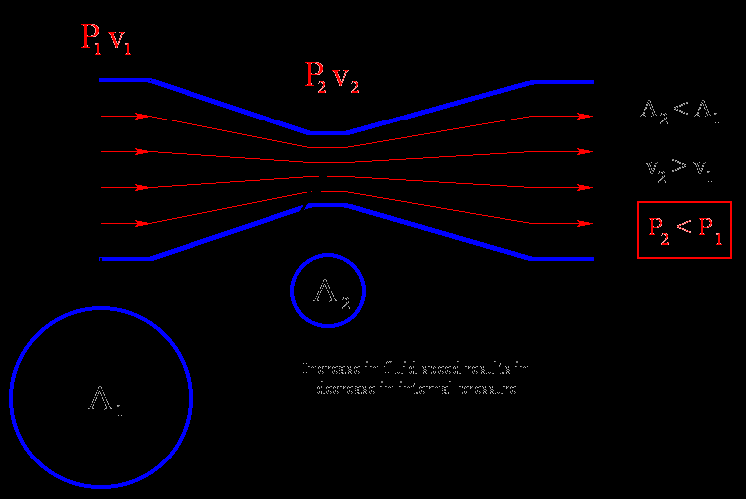 P₁ v₁
P₂ v₂
A₂ < A₁
v₂ > v₁
P₂ < P₁
A₂
Increase in fluid speed results in
decrease in internal pressure
A₁